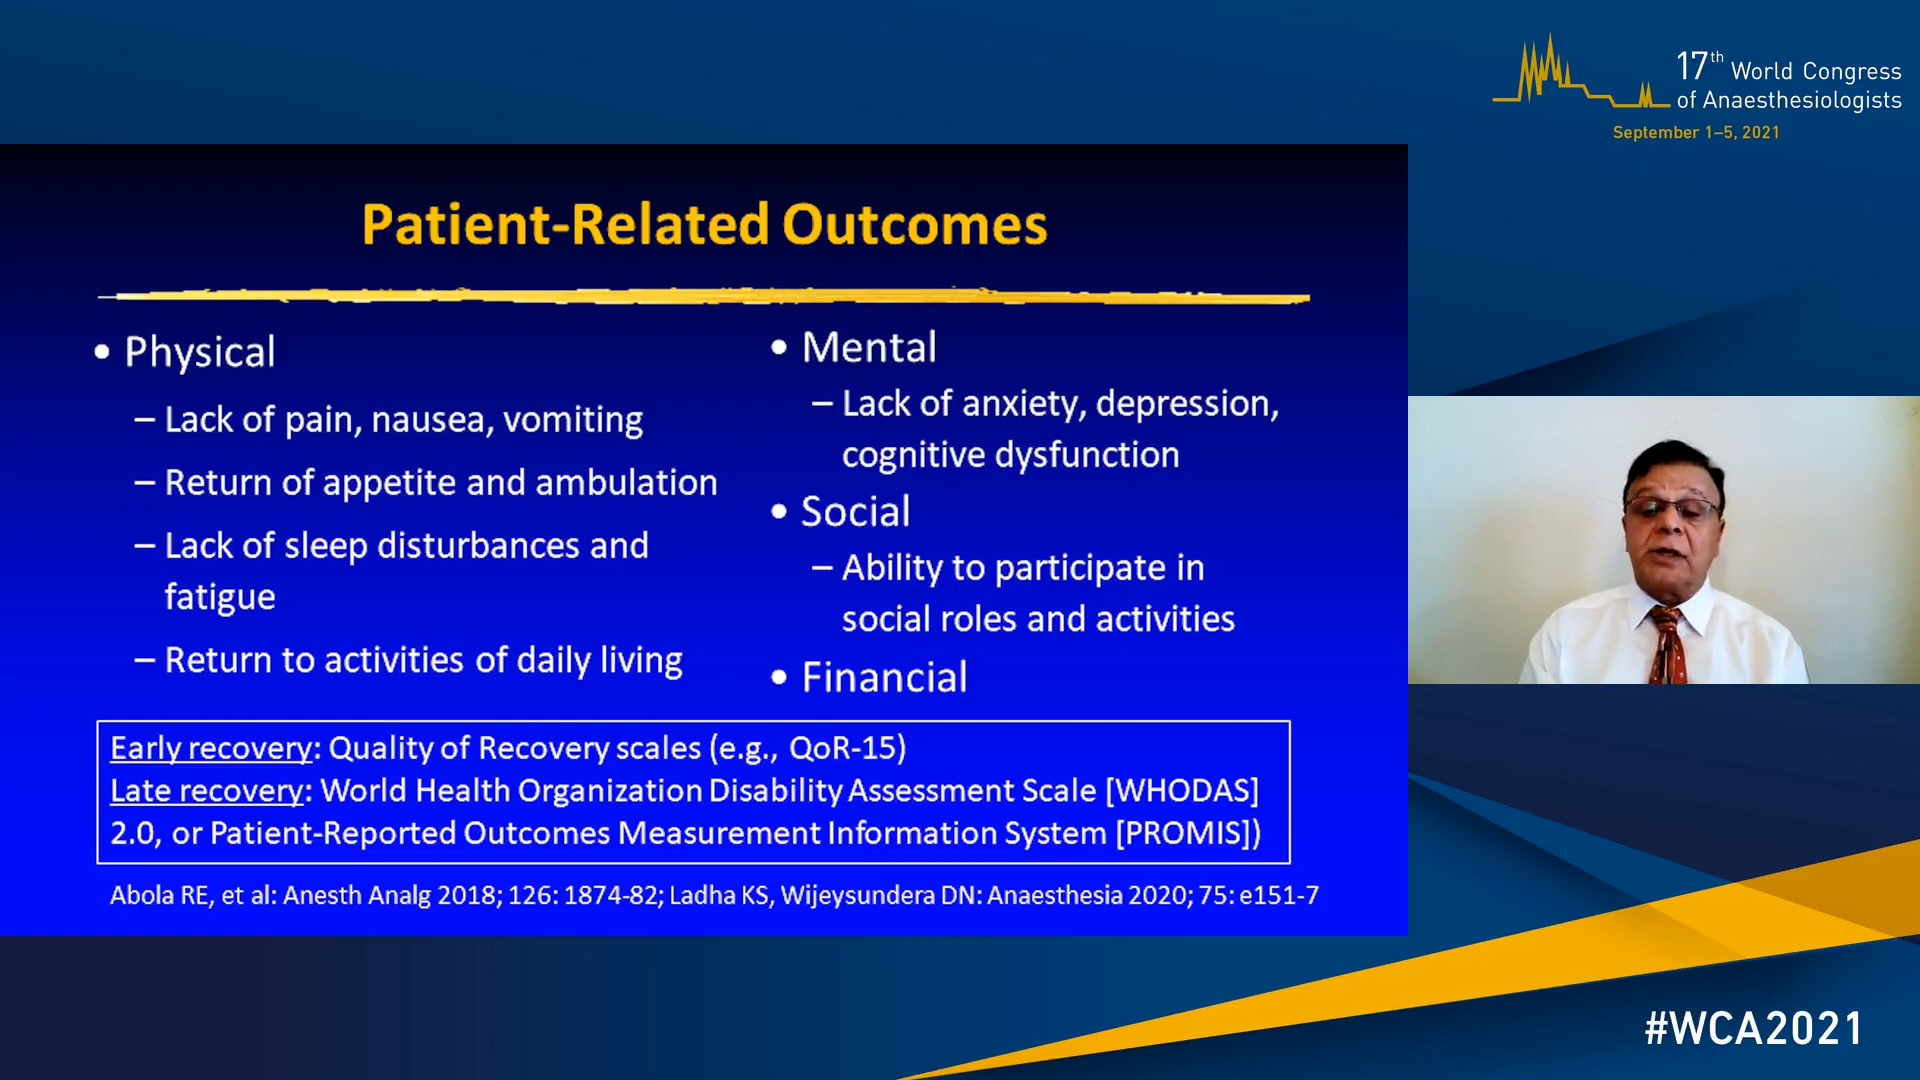 17th World Congress
of Anaesthesiologists
September 1–5, 2021
Patient-Related Outcomes
• Physical
– Lack of pain, nausea, vomiting
– Return of appetite and ambulation
– Lack of sleep disturbances and
fatigue
– Return to activities of daily living
• Mental
– Lack of anxiety, depression,
cognitive dysfunction
• Social
– Ability to participate in
social roles and activities
• Financial
Early recovery: Quality of Recovery scales (e.g., QoR-15)
Late recovery: World Health Organization Disability Assessment Scale [WHODAS]
2.0, or Patient-Reported Outcomes Measurement Information System [PROMIS])
Abola RE, et al: Anesth Analg 2018; 126: 1874-82; Ladha KS, Wijeysundera DN: Anaesthesia 2020; 75: e151-7
#WCA2021